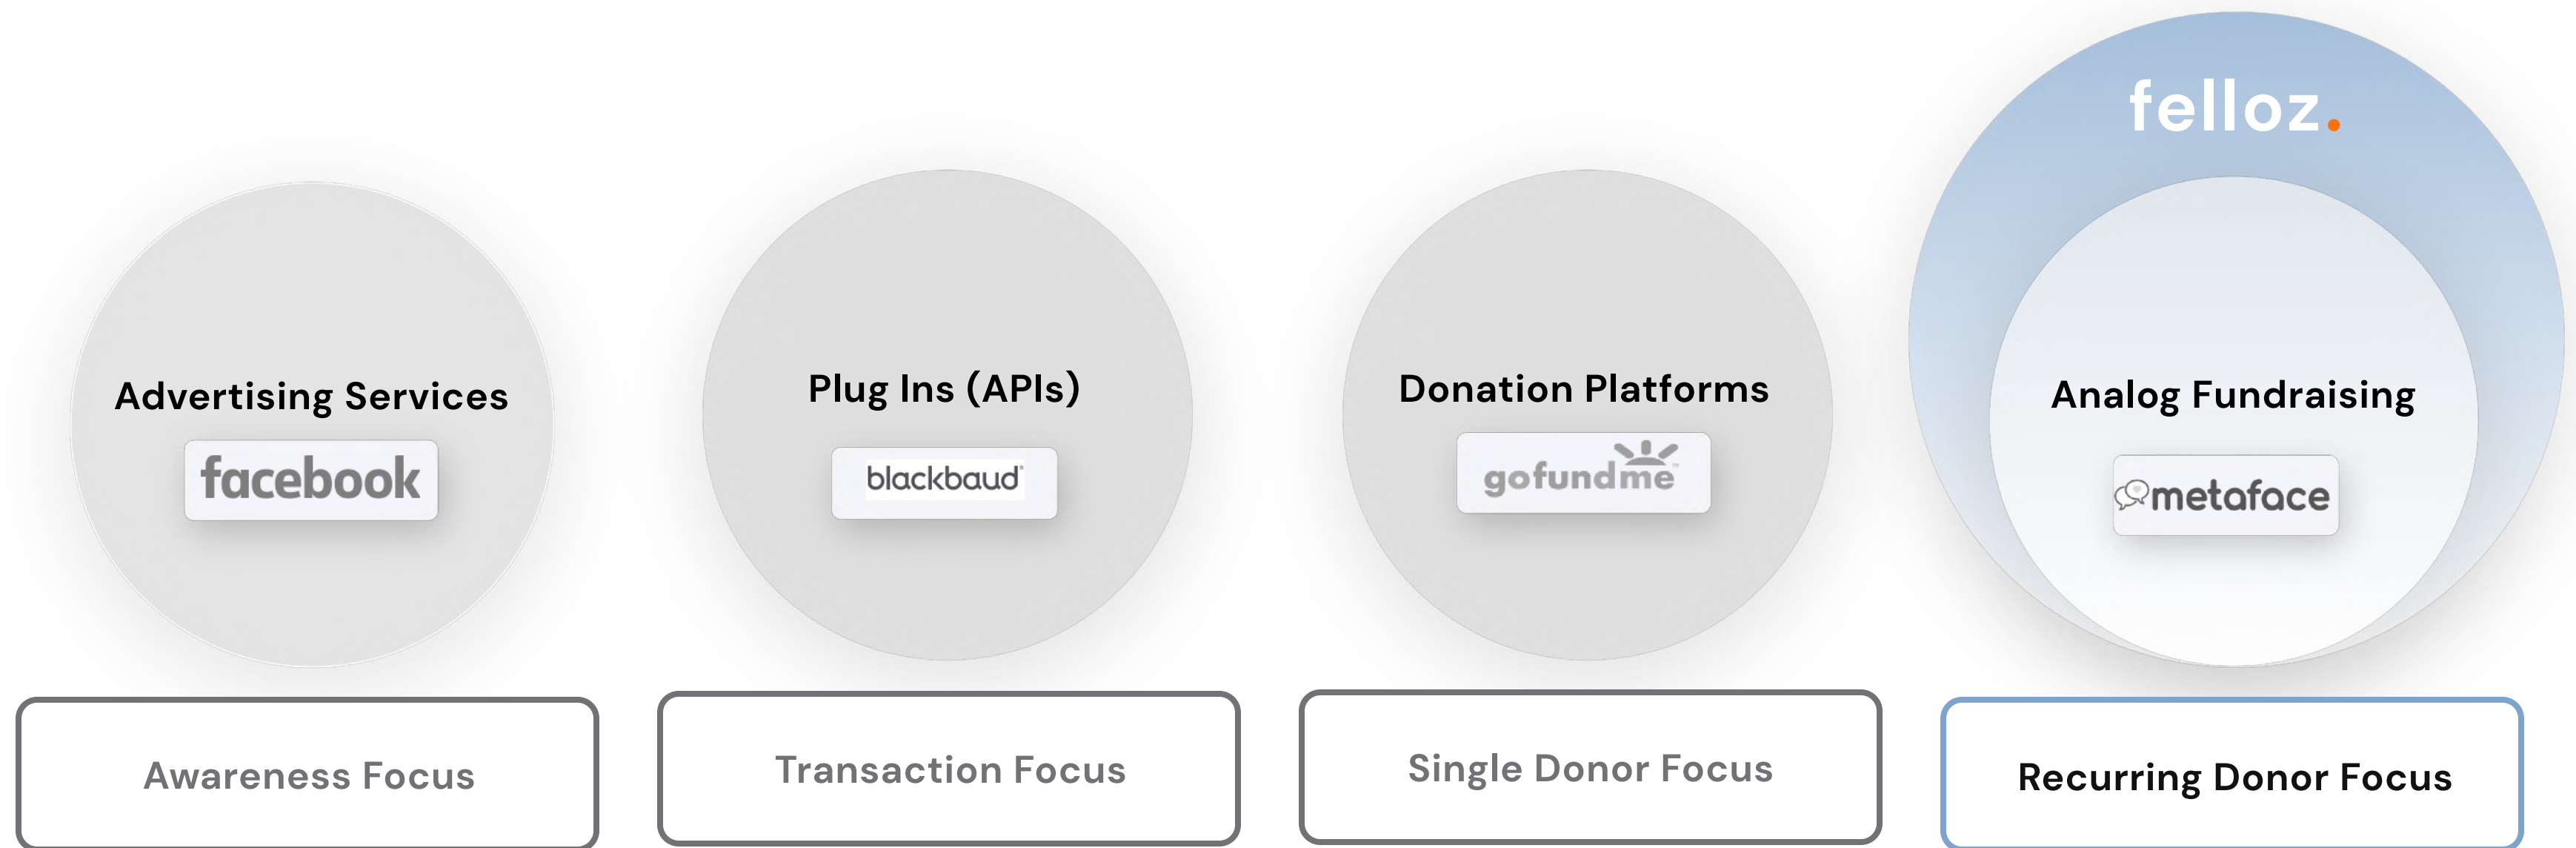 felloz.
Advertising Services
facebook
Plug Ins (APIs)
blackbaud
Donation Platforms
gofundme™
Analog Fundraising
metaface
Awareness Focus
Transaction Focus
Single Donor Focus
Recurring Donor Focus